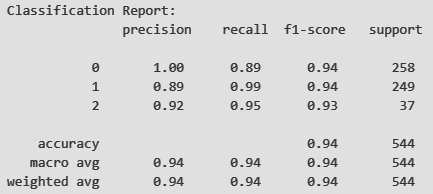 Classification Report:
precision recall f1-score support
0 1.00 0.89 0.94 258
1 0.89 0.99 0.94 249
2 0.92 0.95 0.93 37
accuracy 0.94 544
macro avg 0.94 0.94 0.94 544
weighted avg 0.94 0.94 0.94 544